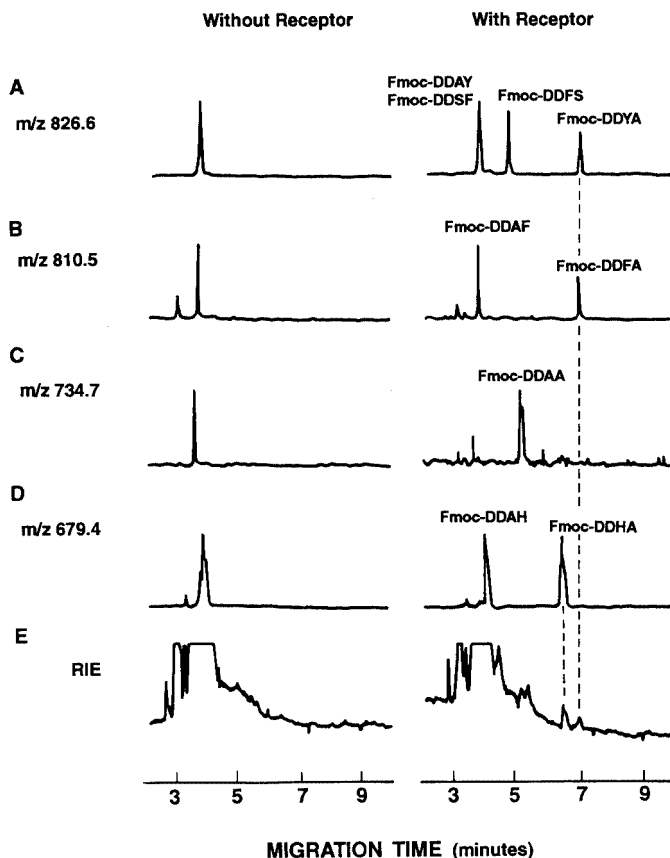 Without Receptor
With Receptor
A
m/z 826.6
Fmoc-DDAY
Fmoc-DDSF
Fmoc-DDFS
Fmoc-DDYA
B
m/z 810.5
Fmoc-DDAF
Fmoc-DDFA
C
m/z 734.7
Fmoc-DDAA
D
m/z 679.4
Fmoc-DDAH
Fmoc-DDHA
E
RIE
3 5 7 9
3 5 7 9
MIGRATION TIME (minutes)